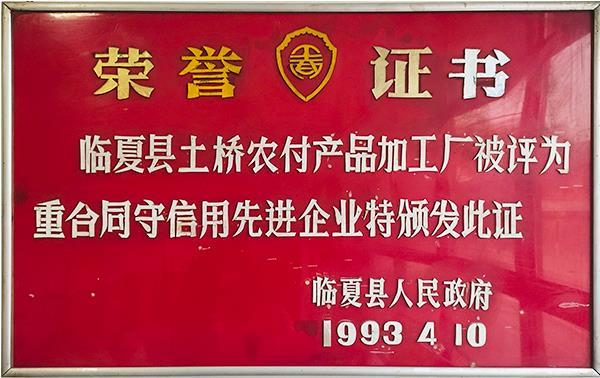 荣誉证书
临夏县土桥农付产品加工厂被评为
重合同守信用先进企业特颁发此证
临夏县人民政府
1993 4 10